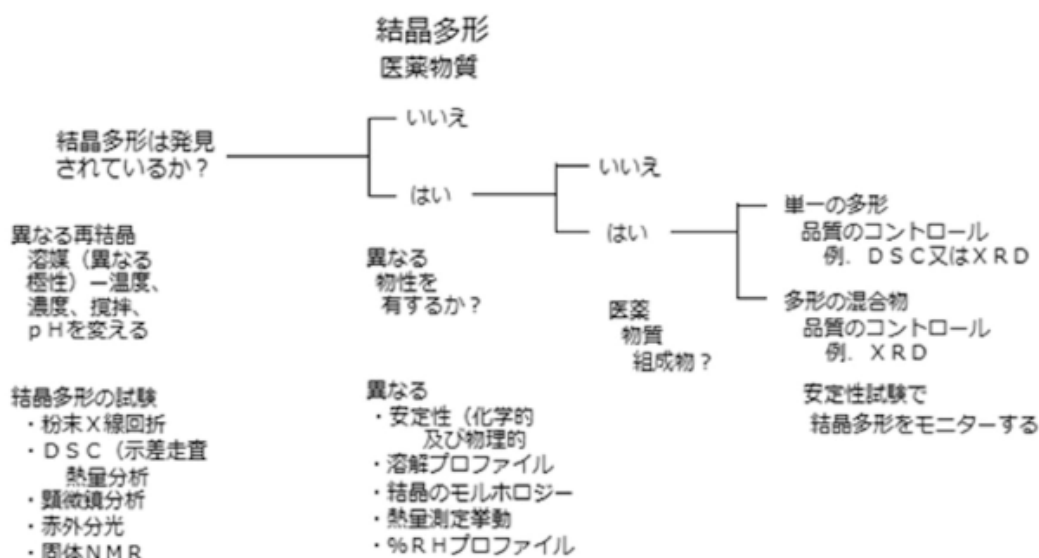 結晶多形
医薬物質
結晶多形は発見
されているか？
いいえ
はい
いいえ
はい
単一の多形
品質のコントロール
例．ＤＳＣ又はＸＲＤ
多形の混合物
品質のコントロール
例．ＸＲＤ
異なる再結晶
溶媒（異なる
極性）－温度、
濃度、撹拌、
ｐＨを変える
異なる
物性を
有するか？
医薬
物質
組成物？
安定性試験で
結晶多形をモニターする
結晶多形の試験
・粉末Ｘ線回折
・ＤＳＣ（示差走査
熱量分析
・顕微鏡分析
・赤外分光
・固体ＮＭＲ
異なる
・安定性（化学的
及び物理的
・溶解プロファイル
・結晶のモルホロジー
・熱量測定挙動
・％ＲＨプロファイル